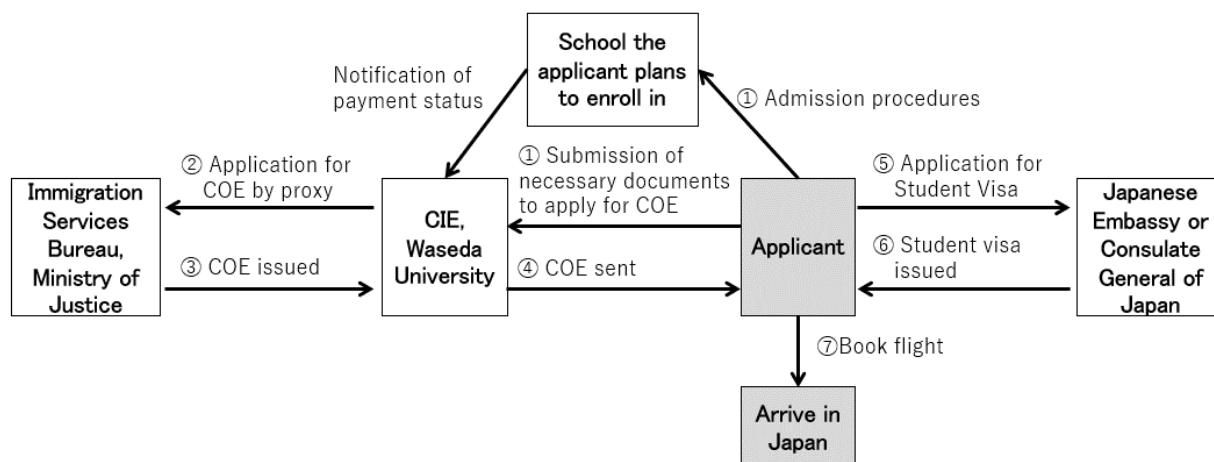 School the
applicant plans
to enroll in
Notification of
payment status
① Admission procedures
② Application for
COE by proxy
① Submission of
necessary documents
to apply for COE
⑤ Application for
Student Visa
Immigration
Services
Bureau,
Ministry of
Justice
CIE,
Waseda
University
Applicant
Japanese
Embassy or
Consulate
General of
Japan
③ COE issued
④ COE sent
⑥ Student visa
issued
⑦Book flight
Arrive in
Japan